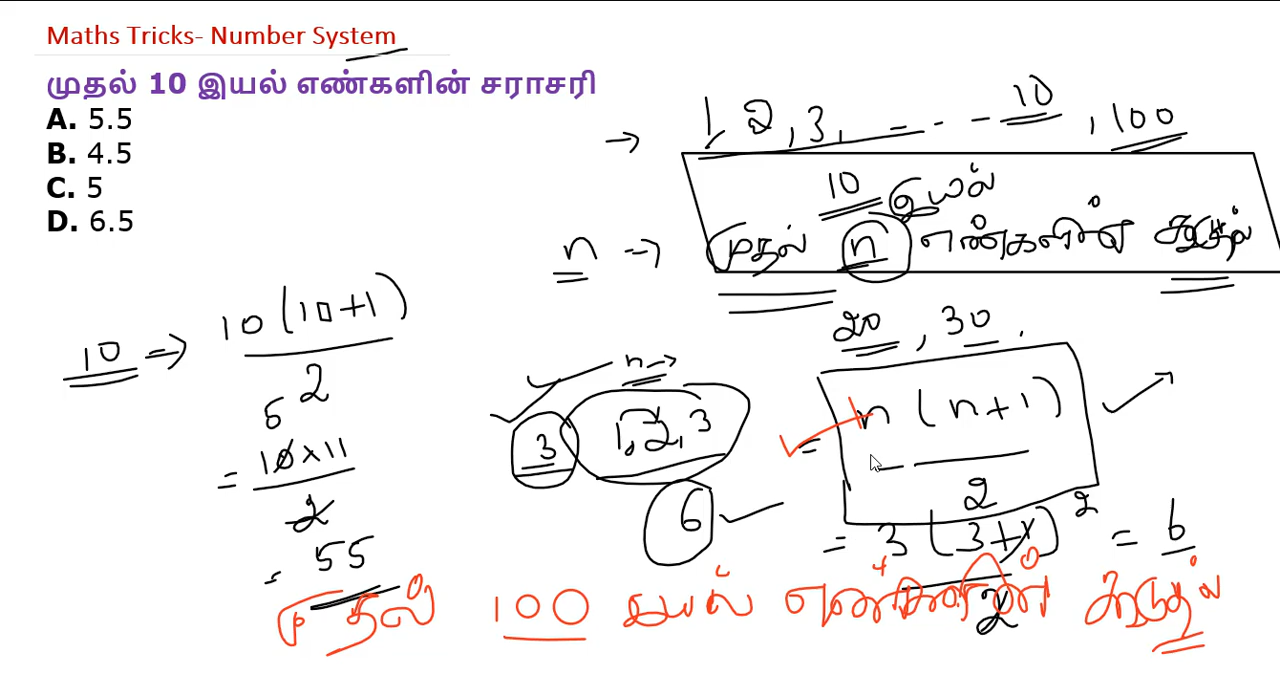 Maths Tricks- Number System
முதல் 10 இயல் எண்களின் சராசரி
A. 5.5
B. 4.5
C. 5
D. 6.5
→ 1, 2, 3, - - - 10, 100
10 இயல்
n → முதல் n எண்களின் கூடுதல்
20, 30.
10 ⇒ 10(10+1)
2
n →
3 1, 2, 3
= n(n+1)
2
5
= 10×11
2
6
= 3(3+1) 2 = 6
2
= 55
முதல் 100 இயல் எண்களின் கூடுதல்